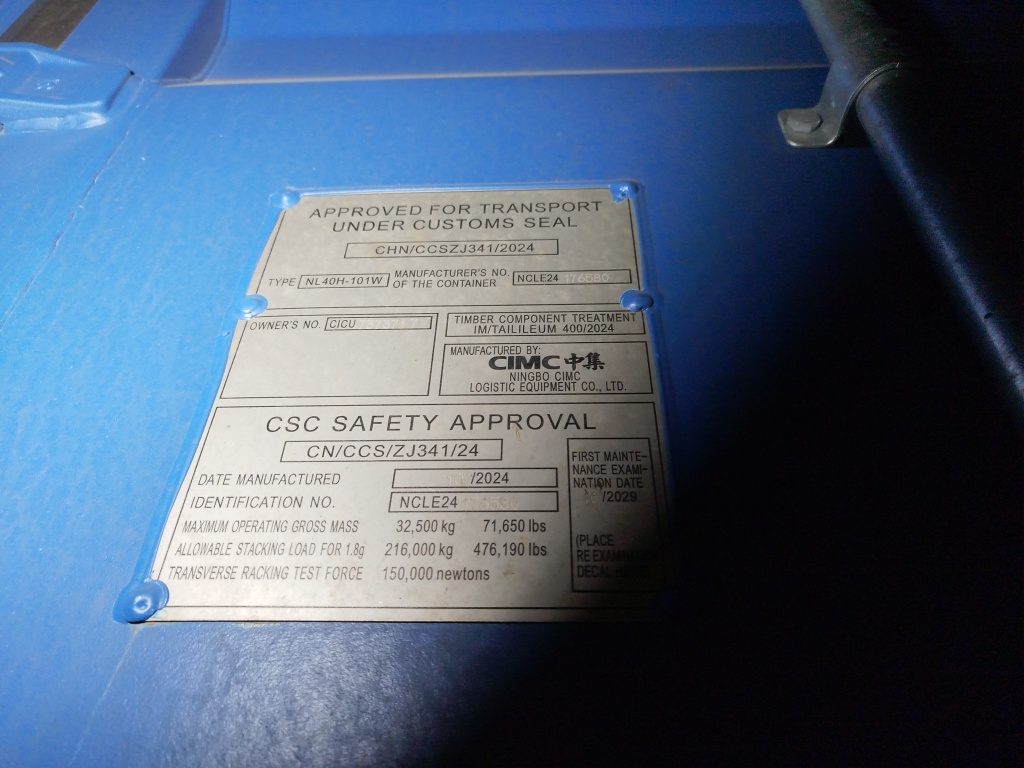 APPROVED FOR TRANSPORT
UNDER CUSTOMS SEAL
CHN/CCSZJ341/2024
TYPE NL40H-101W MANUFACTURER'S NO. OF THE CONTAINER NCLE24
OWNER'S NO. CICU
TIMBER COMPONENT TREATMENT
IM/TAILILEUM 400/2024
MANUFACTURED BY:
CIMC 中集
NINGBO CIMC
LOGISTIC EQUIPMENT CO., LTD.
CSC SAFETY APPROVAL
CN/CCS/ZJ341/24
DATE MANUFACTURED /2024
IDENTIFICATION NO. NCLE24
MAXIMUM OPERATING GROSS MASS 32,500 kg 71,650 lbs
ALLOWABLE STACKING LOAD FOR 1.8g 216,000 kg 476,190 lbs
TRANSVERSE RACKING TEST FORCE 150,000 newtons
FIRST MAINTE-
NANCE EXAMI-
NATION DATE
/2029
(PLACE
RE EXAMINATION
DECAL HERE)